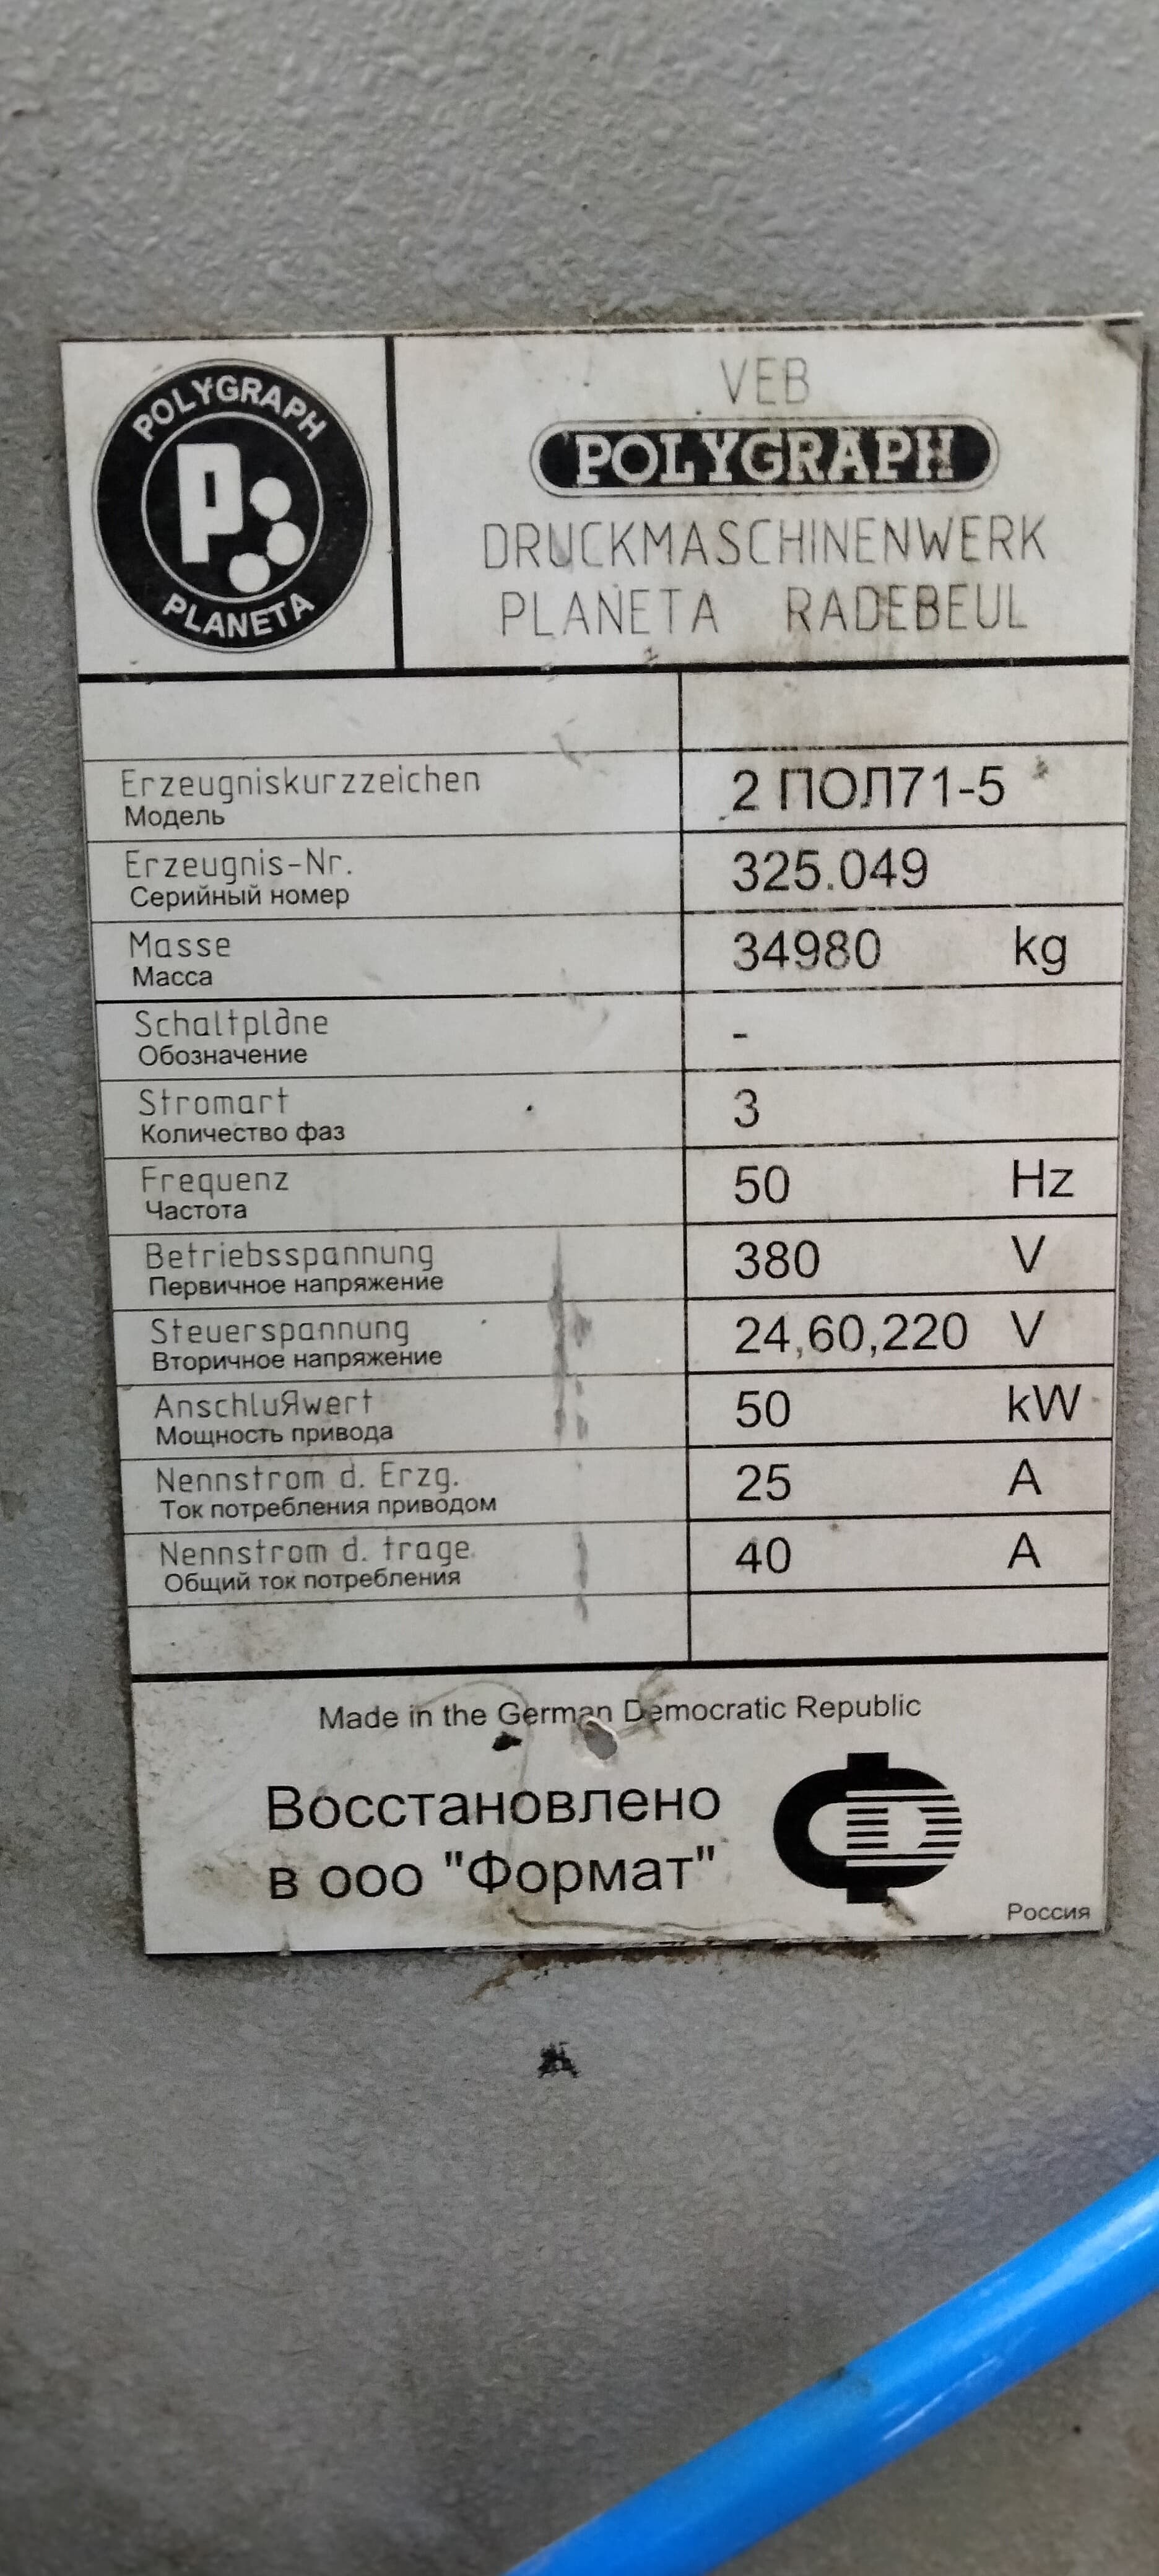 POLYGRAPH
P
PLANETA
VEB
POLYGRAPH
DRUCKMASCHINENWERK
PLANETA RADEBEUL
Erzeugniskurzzeichen
Модель
2 ПОЛ71-5
Erzeugnis-Nr.
Серийный номер
325.049
Masse
Масса
34980 kg
Schaltpläne
Обозначение
-
Stromart
Количество фаз
3
Frequenz
Частота
50 Hz
Betriebsspannung
Первичное напряжение
380 V
Steuerspannung
Вторичное напряжение
24,60,220 V
AnschluЯwert
Мощность привода
50 kW
Nennstrom d. Erzg.
Ток потребления приводом
25 A
Nennstrom d. trage
Общий ток потребления
40 A
Made in the German Democratic Republic
Восстановлено
в ооо "Формат"
Россия